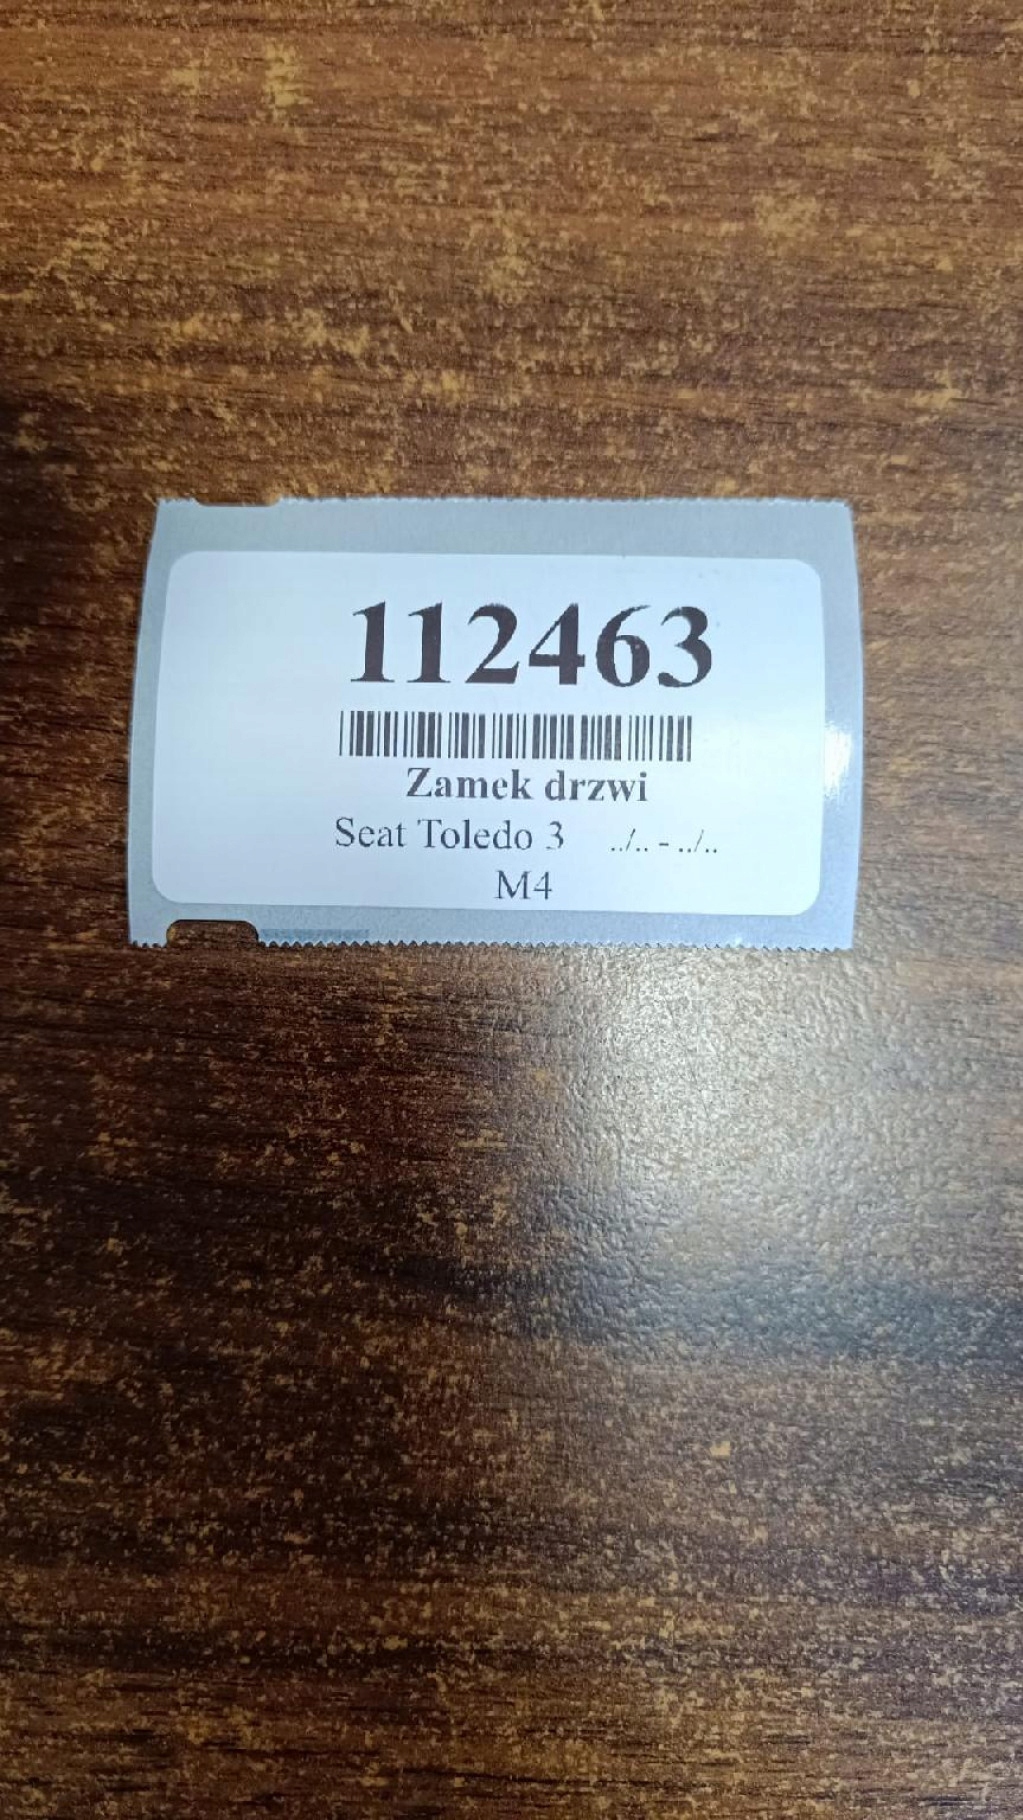 112463
Zamek drzwi
Seat Toledo 3 ../.. - ../..
M4